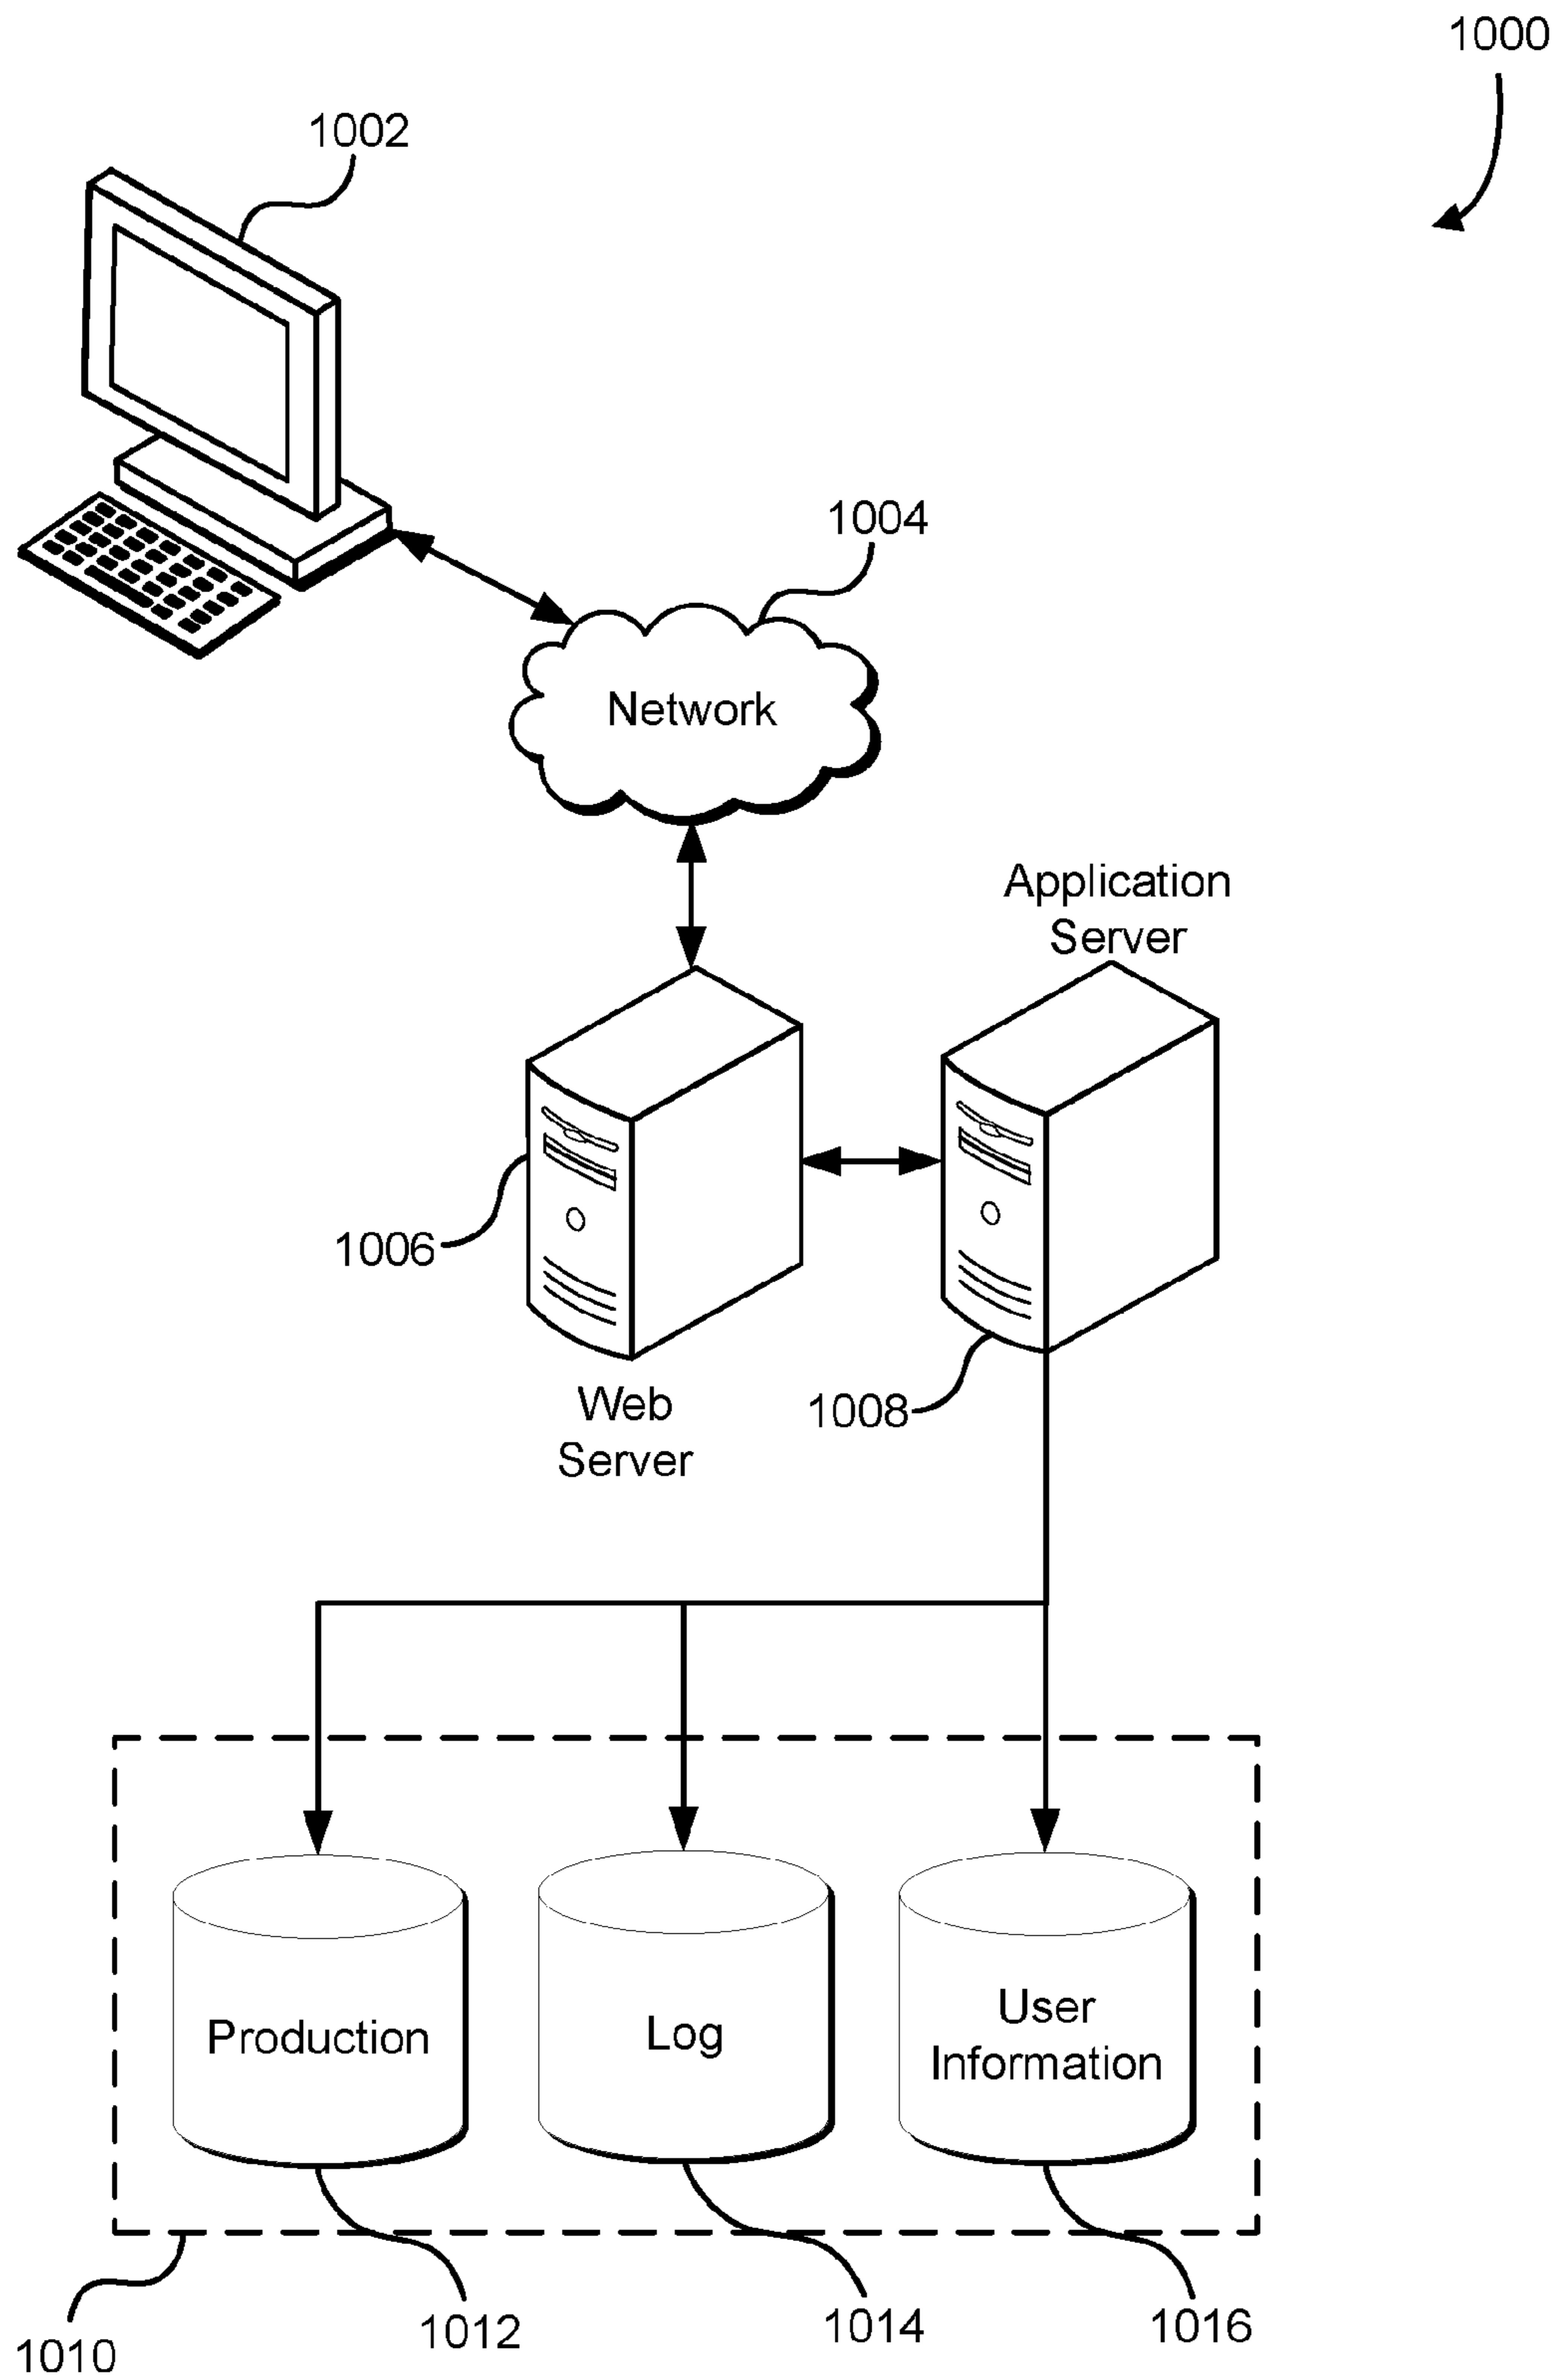 1000
1002
1004
Network
Application
Server
1006
1008
Web
Server
Production
Log
User
Information
1010
1012
1014
1016